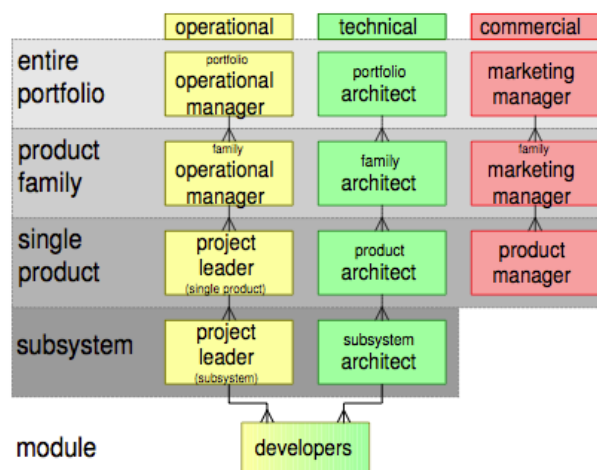 operational technical commercial
entire
portfolio
portfolio
operational
manager
portfolio
architect
marketing
manager
product
family
family
operational
manager
family
architect
family
marketing
manager
single
product
project
leader
(single product)
product
architect
product
manager
subsystem
project
leader
(subsystem)
subsystem
architect
module
developers